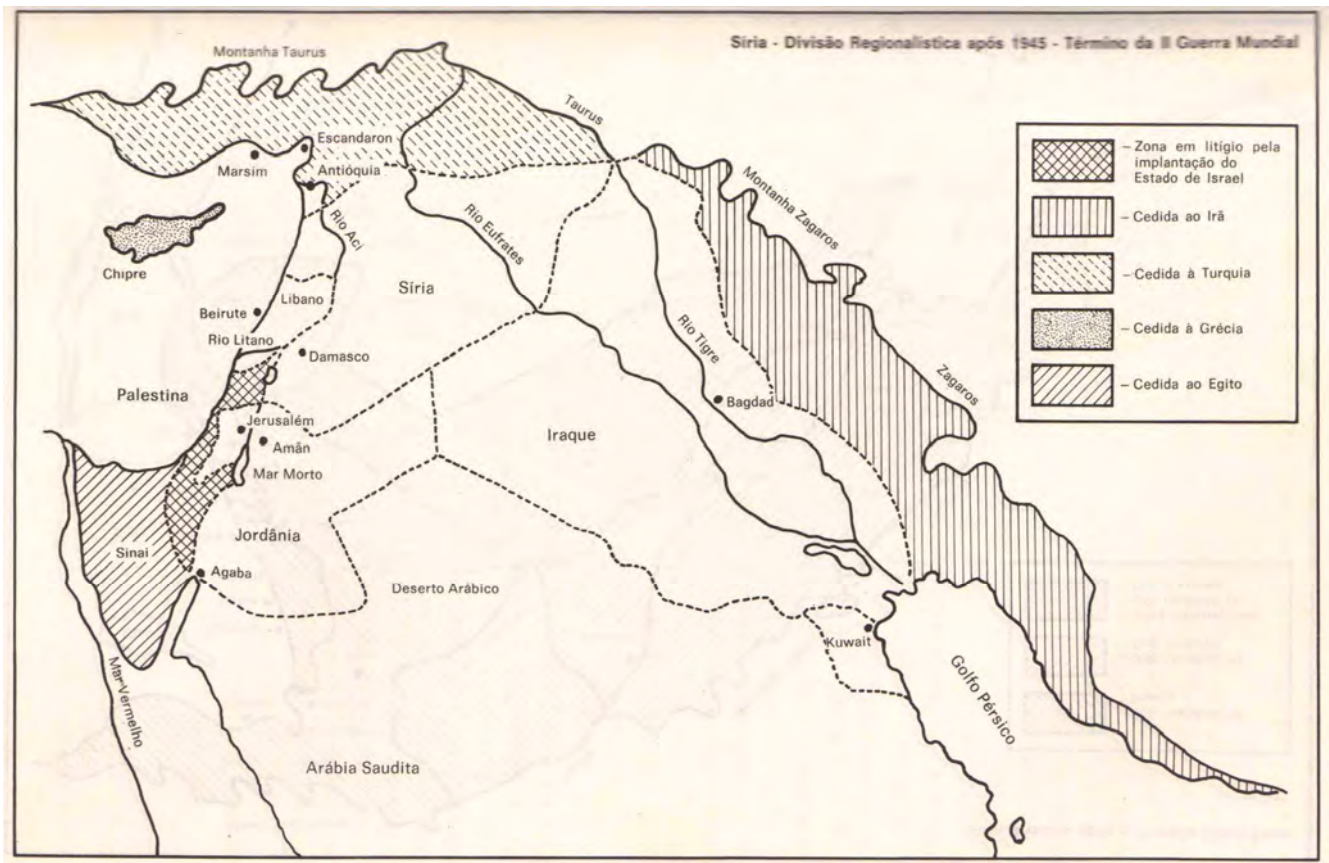 Síria - Divisão Regionalística após 1945 - Término da II Guerra Mundial
Montanha Taurus
Taurus
Escandaron
Marsim
Antióquia
Montanha Zagaros
Rio Aci
Rio Eufrates
Chipre
Síria
Líbano
Beirute
Rio Litano
Damasco
Rio Tigre
Zagaros
Palestina
Bagdad
Jerusalém
Iraque
Amãn
Mar Morto
Jordânia
Sinai
Agaba
Deserto Arábico
Kuwait
Mar Vermelho
Golfo Pérsico
Arábia Saudita
– Zona em litígio pela
implantação do
Estado de Israel
– Cedida ao Irã
– Cedida à Turquia
– Cedida à Grécia
– Cedida ao Egito